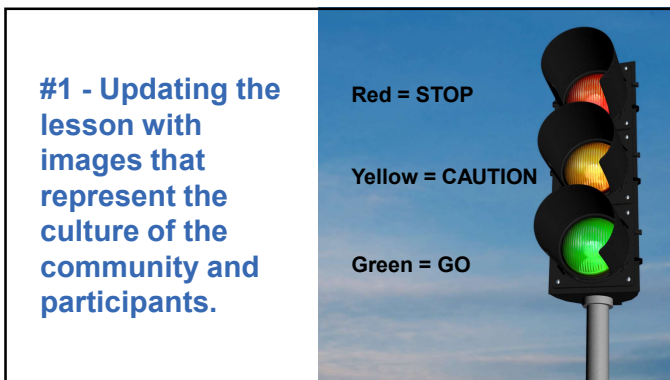 #1 - Updating the
lesson with
images that
represent the
culture of the
community and
participants.
Red = STOP
Yellow = CAUTION
Green = GO